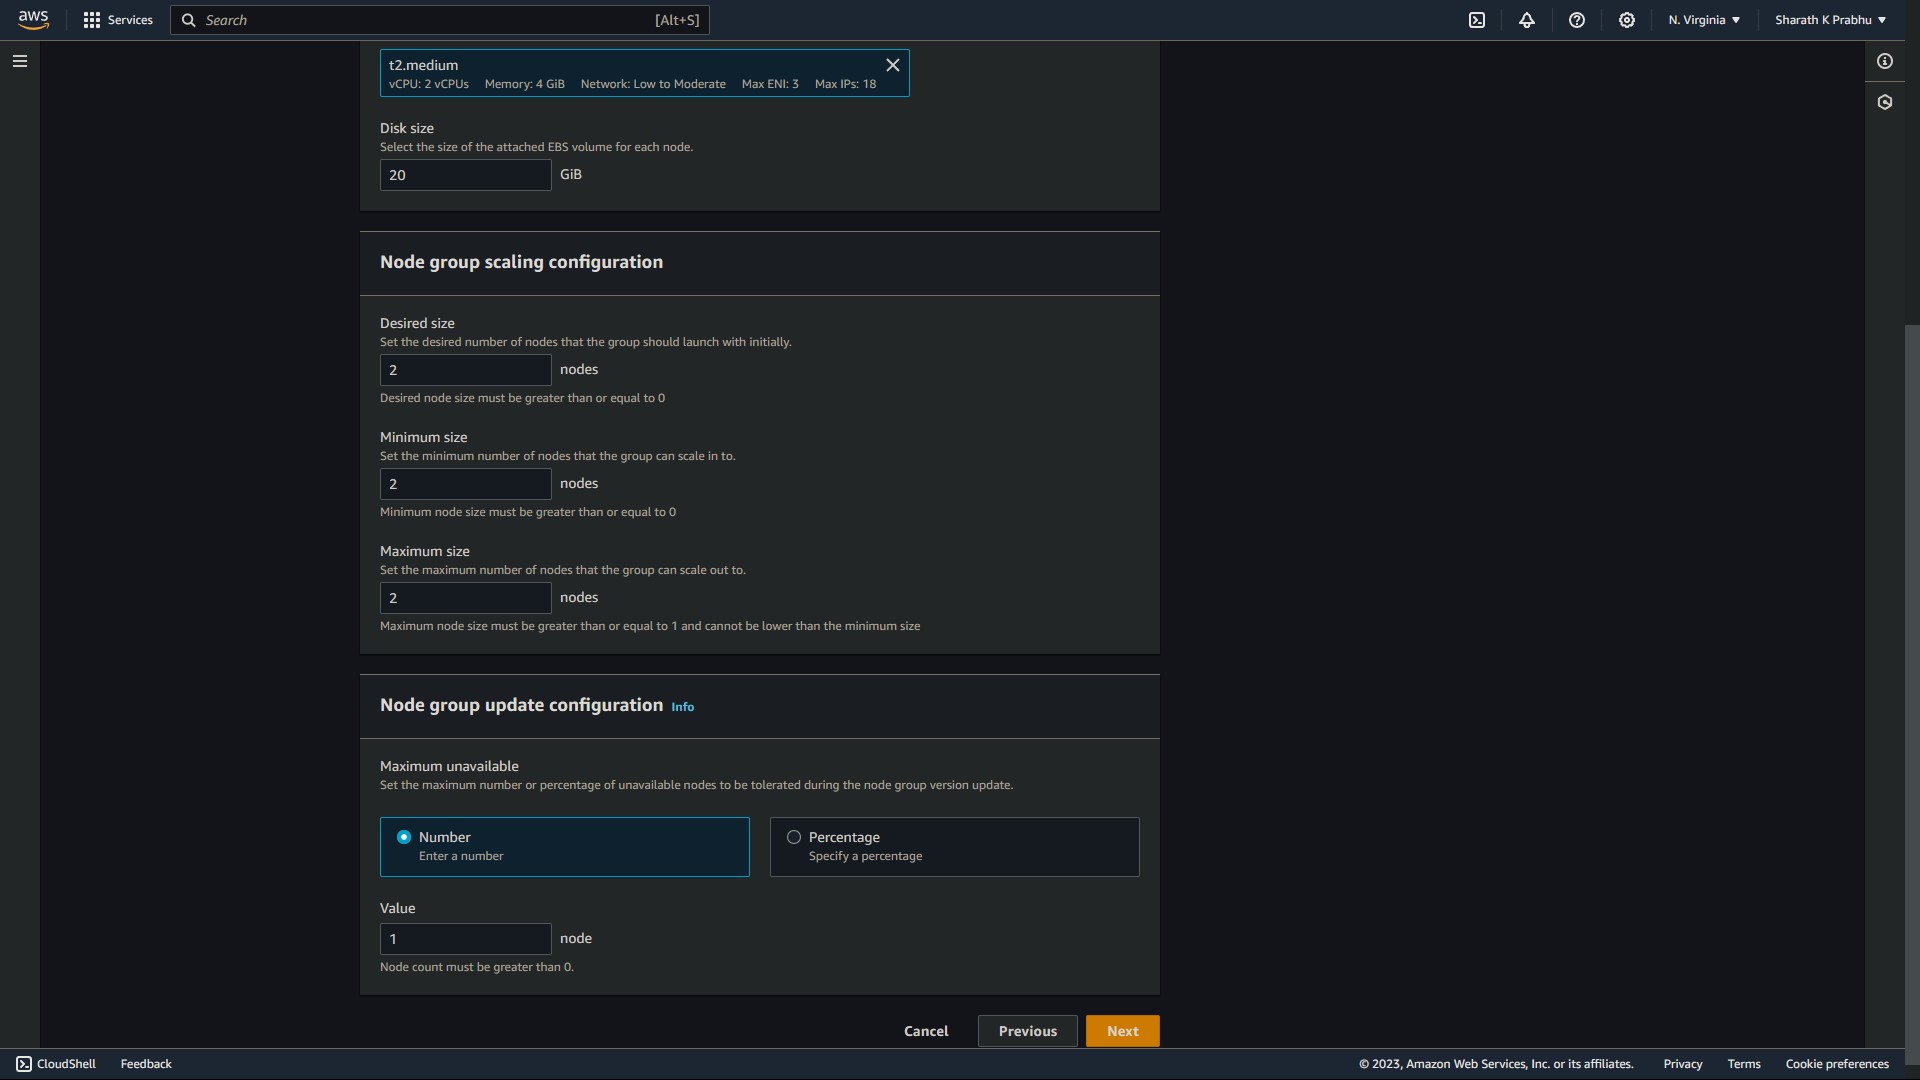 aws
Services
Search
[Alt+S]
N. Virginia
Sharath K Prabhu
t2.medium
vCPU: 2 vCPUs Memory: 4 GiB Network: Low to Moderate Max ENI: 3 Max IPs: 18
Disk size
Select the size of the attached EBS volume for each node.
20 GiB
Node group scaling configuration
Desired size
Set the desired number of nodes that the group should launch with initially.
2 nodes
Desired node size must be greater than or equal to 0
Minimum size
Set the minimum number of nodes that the group can scale in to.
2 nodes
Minimum node size must be greater than or equal to 0
Maximum size
Set the maximum number of nodes that the group can scale out to.
2 nodes
Maximum node size must be greater than or equal to 1 and cannot be lower than the minimum size
Node group update configuration Info
Maximum unavailable
Set the maximum number or percentage of unavailable nodes to be tolerated during the node group version update.
Number
Enter a number
Percentage
Specify a percentage
Value
1 node
Node count must be greater than 0.
Cancel
Previous
Next
CloudShell
Feedback
© 2023, Amazon Web Services, Inc. or its affiliates.
Privacy
Terms
Cookie preferences